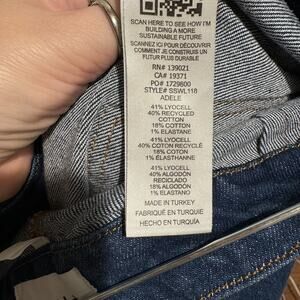 SCAN HERE TO SEE HOW I'M
BUILDING A MORE
SUSTAINABLE FUTURE
SCANNEZ ICI POUR DÉCOUVRIR
COMMENT JE CONSTRUIS UN
FUTUR PLUS DURABLE
RN# 139021
CA# 19371
PO# 1729800
STYLE# SSWL118
ADELE
41% LYOCELL
40% RECYCLED
COTTON
18% COTTON
1% ELASTANE
41% LYOCELL
40% COTON RECYCLÉ
18% COTON
1% ÉLASTHANNE
41% LYOCELL
40% ALGODÓN
RECICLADO
18% ALGODÓN
1% ELASTANO
MADE IN TURKEY
FABRIQUÉ EN TURQUIE
HECHO EN TURQUÍA